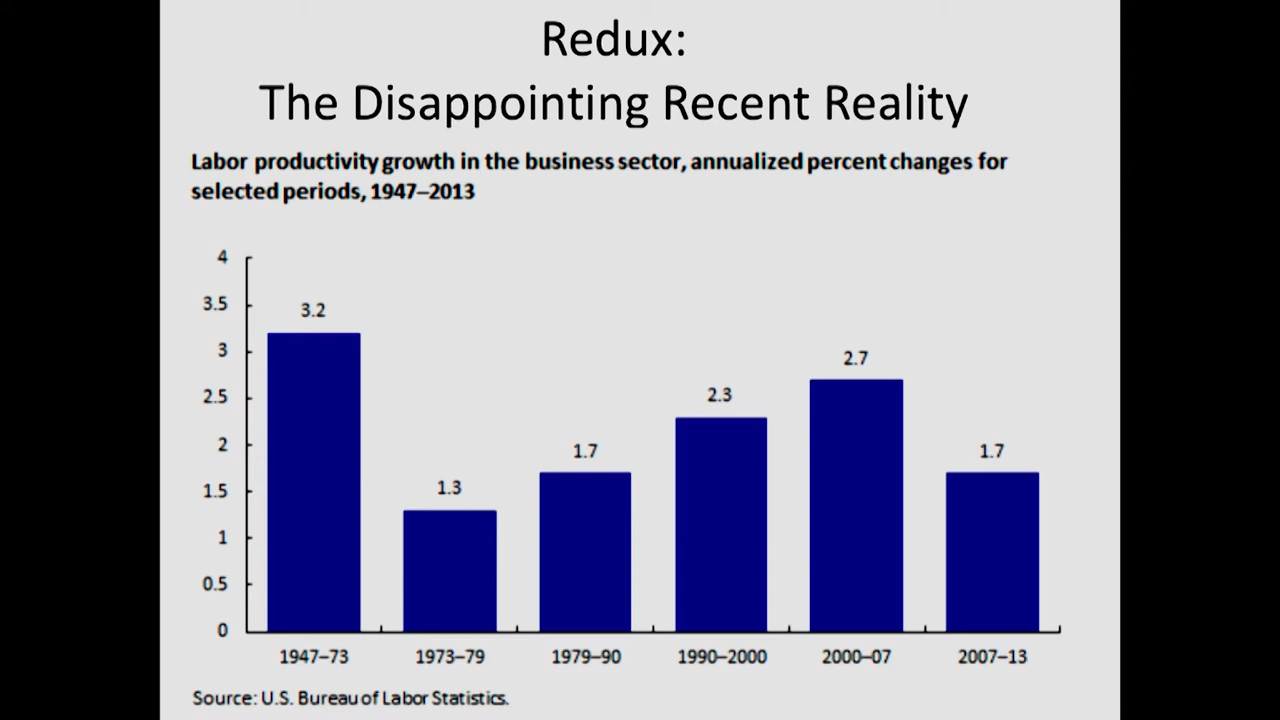 Redux:
The Disappointing Recent Reality
Labor productivity growth in the business sector, annualized percent changes for
selected periods, 1947–2013
4
3.5
3
2.5
2
1.5
1
0.5
0
3.2
1.3
1.7
2.3
2.7
1.7
1947–73 1973–79 1979–90 1990–2000 2000–07 2007–13
Source: U.S. Bureau of Labor Statistics.